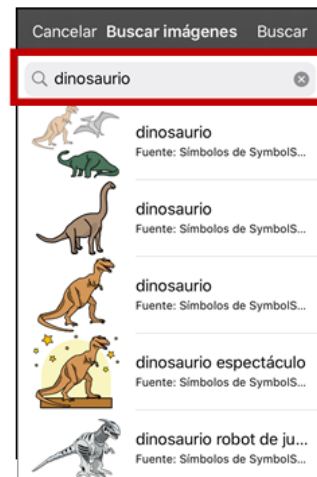 Cancelar Buscar imágenes Buscar
dinosaurio
dinosaurio
Fuente: Símbolos de SymbolS...
dinosaurio
Fuente: Símbolos de SymbolS...
dinosaurio
Fuente: Símbolos de SymbolS...
dinosaurio espectáculo
Fuente: Símbolos de SymbolS...
dinosaurio robot de ju...
Fuente: Símbolos de SymbolS...